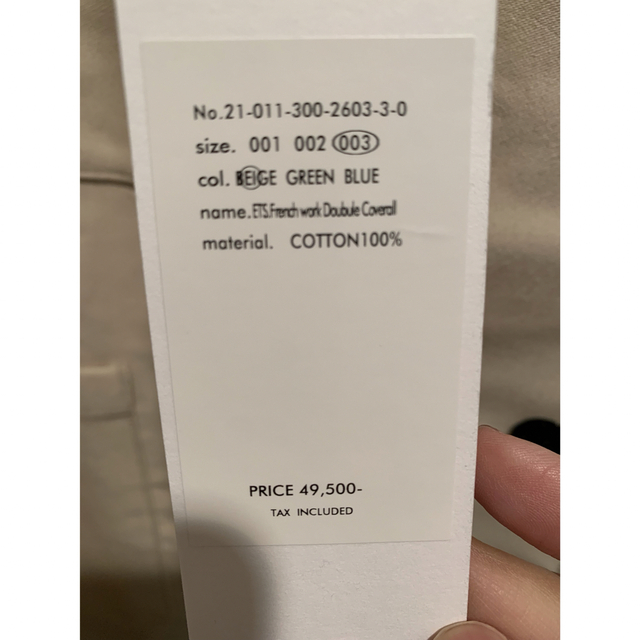 No.21-011-300-2603-3-0
size. 001 002 003
col. BEIGE GREEN BLUE
name.ETS.French work Doubule Coverall
material. COTTON100%
PRICE 49,500-
TAX INCLUDED